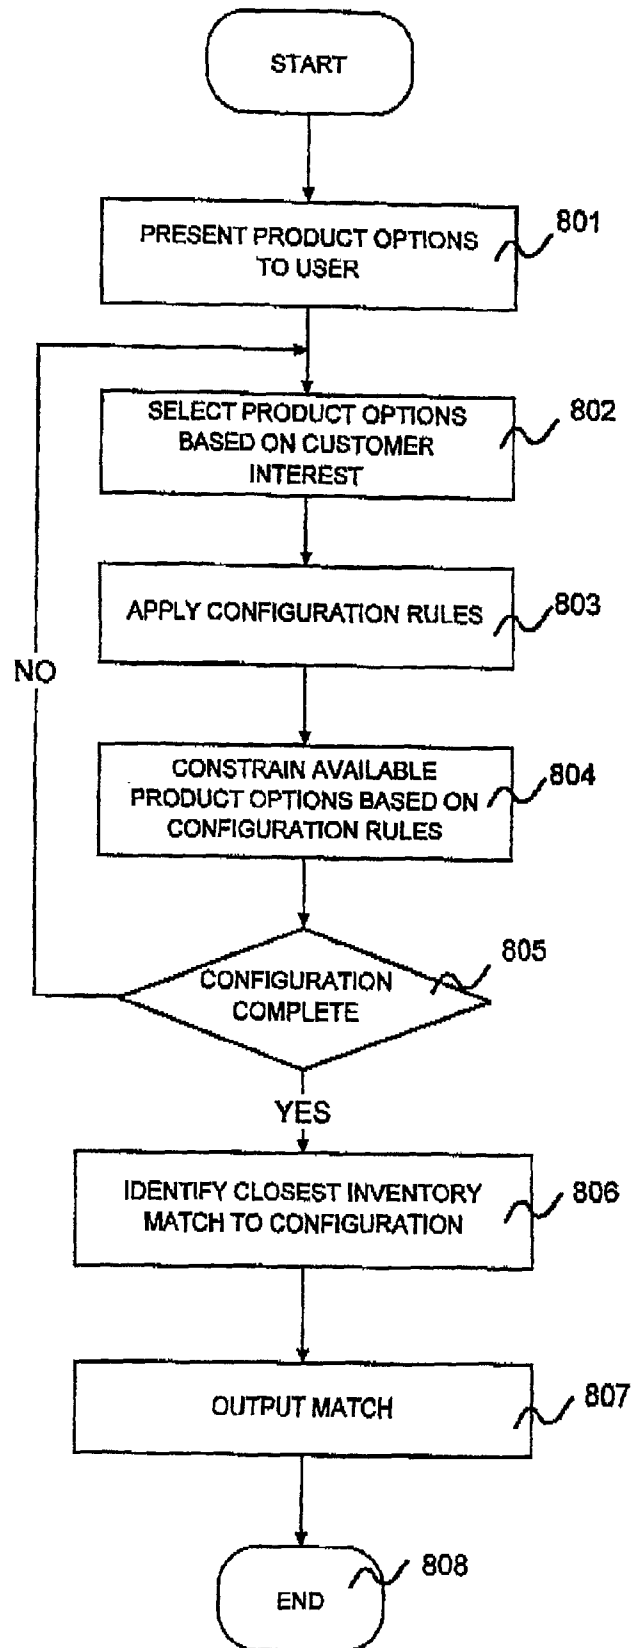 START
PRESENT PRODUCT OPTIONS
TO USER
801
SELECT PRODUCT OPTIONS
BASED ON CUSTOMER
INTEREST
802
APPLY CONFIGURATION RULES
803
NO
CONSTRAIN AVAILABLE
PRODUCT OPTIONS BASED ON
CONFIGURATION RULES
804
CONFIGURATION
COMPLETE
805
YES
IDENTIFY CLOSEST INVENTORY
MATCH TO CONFIGURATION
806
OUTPUT MATCH
807
END
808